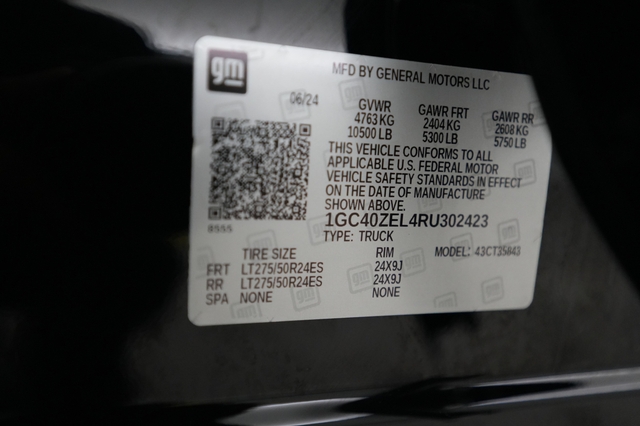 gm
MFD BY GENERAL MOTORS LLC
06/24
GVWR GAWR FRT GAWR RR
4763 KG 2404 KG 2608 KG
10500 LB 5300 LB 5750 LB
THIS VEHICLE CONFORMS TO ALL
APPLICABLE U.S. FEDERAL MOTOR
VEHICLE SAFETY STANDARDS IN EFFECT
ON THE DATE OF MANUFACTURE
SHOWN ABOVE.
1GC40ZEL4RU302423
8555
TYPE: TRUCK
TIRE SIZE RIM MODEL: 43CT35843
FRT LT275/50R24ES 24X9J
RR LT275/50R24ES 24X9J
SPA NONE NONE